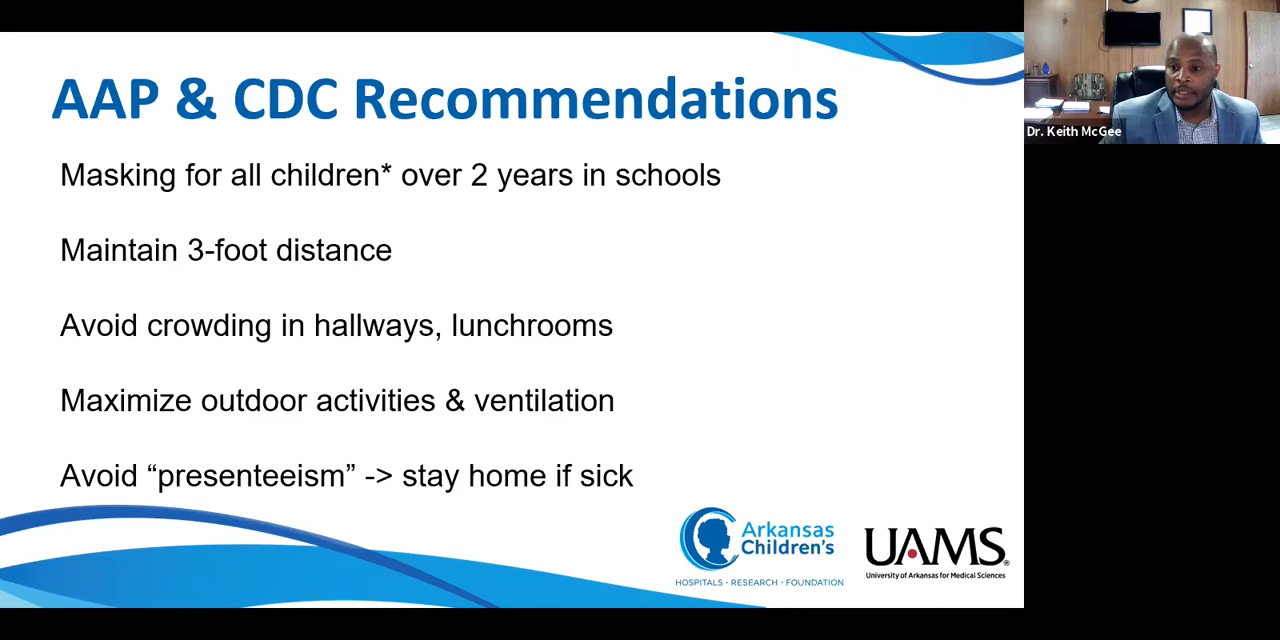 AAP & CDC Recommendations
Masking for all children* over 2 years in schools
Maintain 3-foot distance
Avoid crowding in hallways, lunchrooms
Maximize outdoor activities & ventilation
Avoid “presenteeism” -> stay home if sick
Arkansas
Children's
HOSPITALS · RESEARCH · FOUNDATION
UAMS®
University of Arkansas for Medical Sciences
Dr. Keith McGee